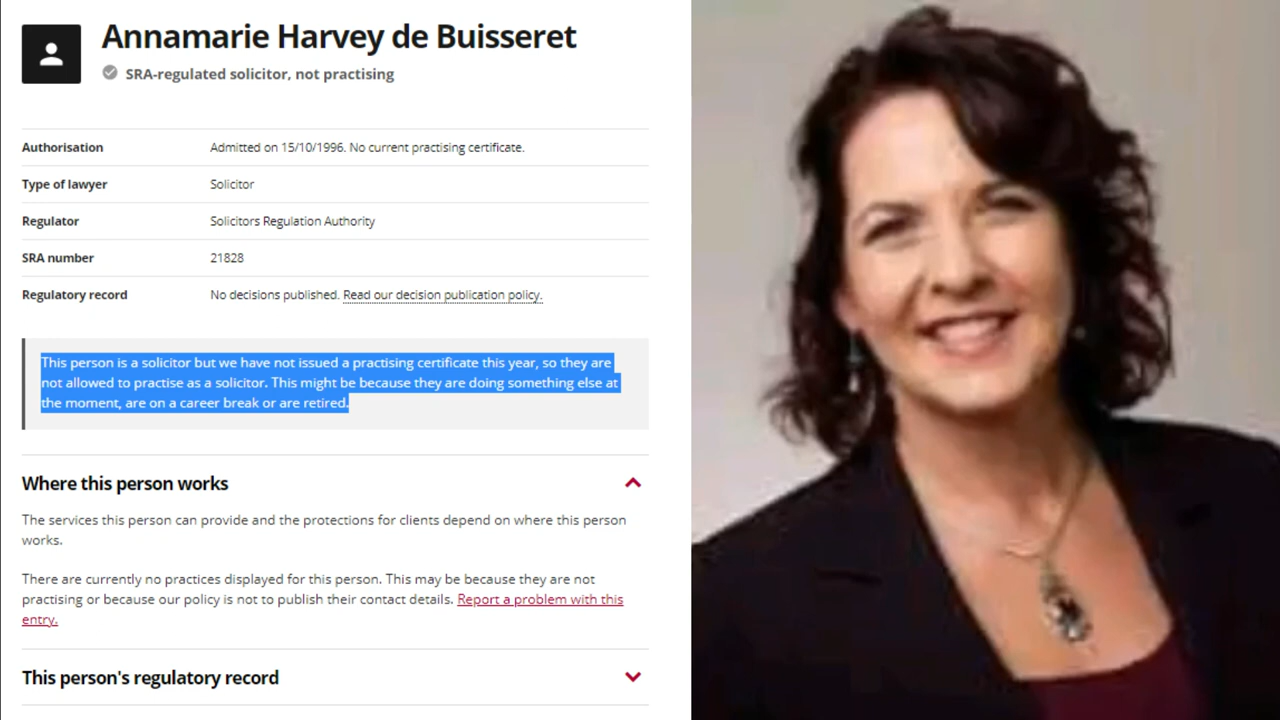 Annamarie Harvey de Buisseret
SRA-regulated solicitor, not practising
Authorisation Admitted on 15/10/1996. No current practising certificate.
Type of lawyer Solicitor
Regulator Solicitors Regulation Authority
SRA number 21828
Regulatory record No decisions published. Read our decision publication policy.
This person is a solicitor but we have not issued a practising certificate this year, so they are
not allowed to practise as a solicitor. This might be because they are doing something else at
the moment, are on a career break or are retired.
Where this person works
The services this person can provide and the protections for clients depend on where this person
works.
There are currently no practices displayed for this person. This may be because they are not
practising or because our policy is not to publish their contact details. Report a problem with this
entry.
This person's regulatory record